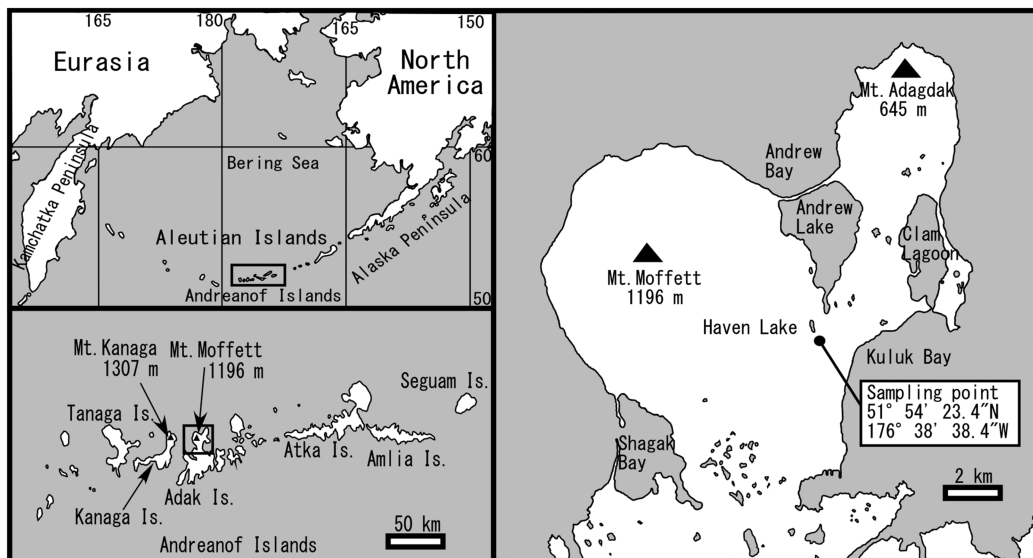 165
180
165
150
Eurasia
North
America
60
Bering Sea
Kamchatka Peninsula
Aleutian Islands
Alaska Peninsula
Andreanof Islands
50
Mt. Kanaga
1307 m
Mt. Moffett
1196 m
Seguam Is.
Tanaga Is.
Atka Is.
Amlia Is.
Adak Is.
Kanaga Is.
50 km
Andreanof Islands
Mt. Adagdak
645 m
Andrew
Bay
Andrew
Lake
Clam
Lagoon
Mt. Moffett
1196 m
Haven Lake
Kuluk Bay
Sampling point
51° 54' 23.4"N
176° 38' 38.4"W
Shagak
Bay
2 km